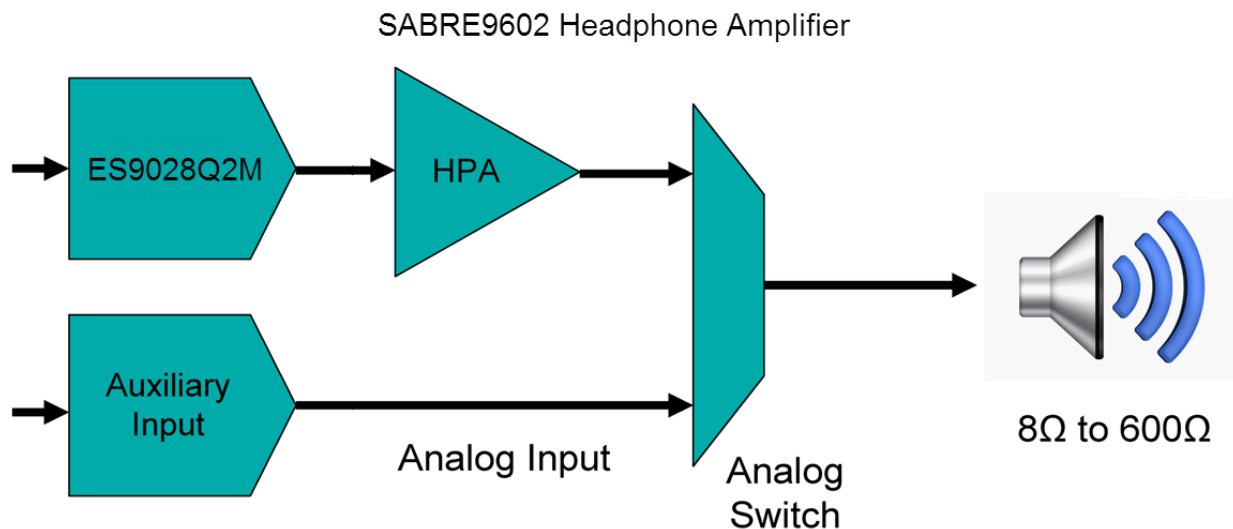 SABRE9602 Headphone Amplifier
ES9028Q2M
HPA
Auxiliary
Input
Analog Input
Analog
Switch
8Ω to 600Ω